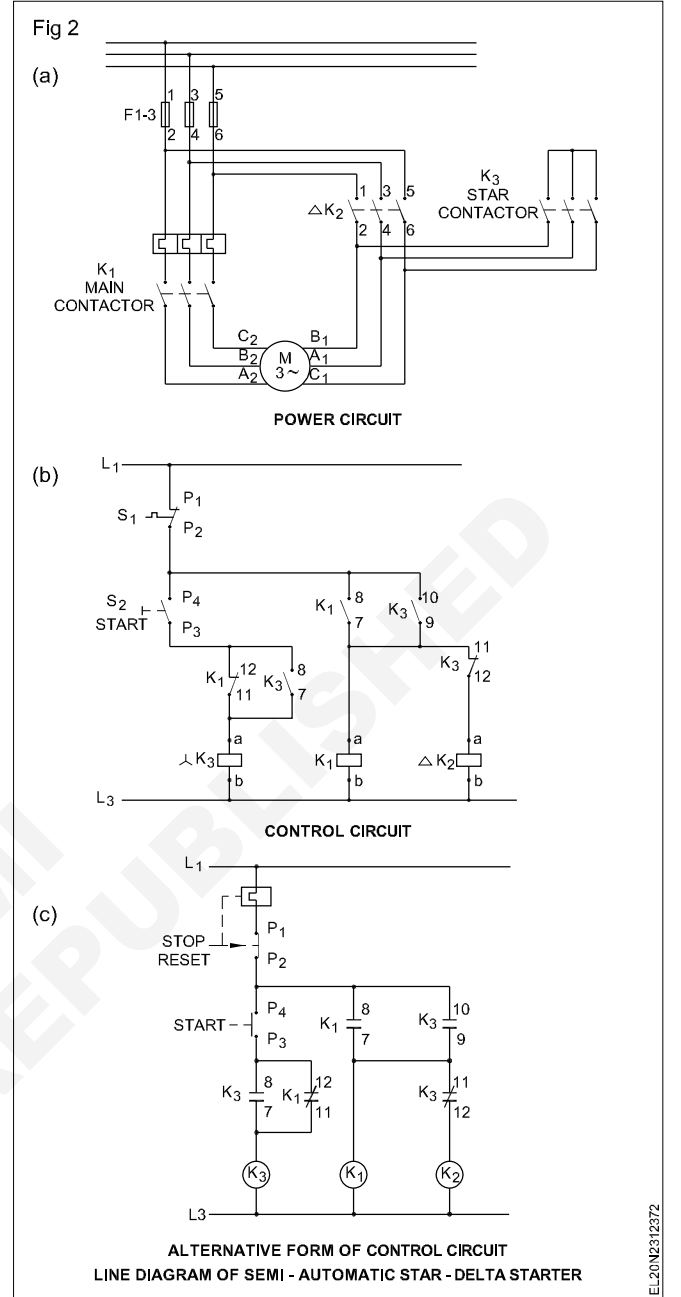 Fig 2
(a)
1 3 5
F1-3
2 4 6
K3
STAR
CONTACTOR
1 3 5
△ K2
2 4 6
K1
MAIN
CONTACTOR
C2 B1
B2 M A1
A2 3~ C1
POWER CIRCUIT
(b)
L1
P1
S1
P2
S2
START
P4
P3
K1 8
7
K3 10
9
K1 12
11
K3 8
7
K3 11
12
a a a
K3 K1 △ K2
b b b
L3
CONTROL CIRCUIT
(c)
L1
STOP
RESET
P1
P2
START
P4
P3
K1 8
7
K3 10
9
K3 8
7
K1 12
11
K3 11
12
K3 K1 K2
L3
ALTERNATIVE FORM OF CONTROL CIRCUIT
LINE DIAGRAM OF SEMI - AUTOMATIC STAR - DELTA STARTER
EL20N2312372